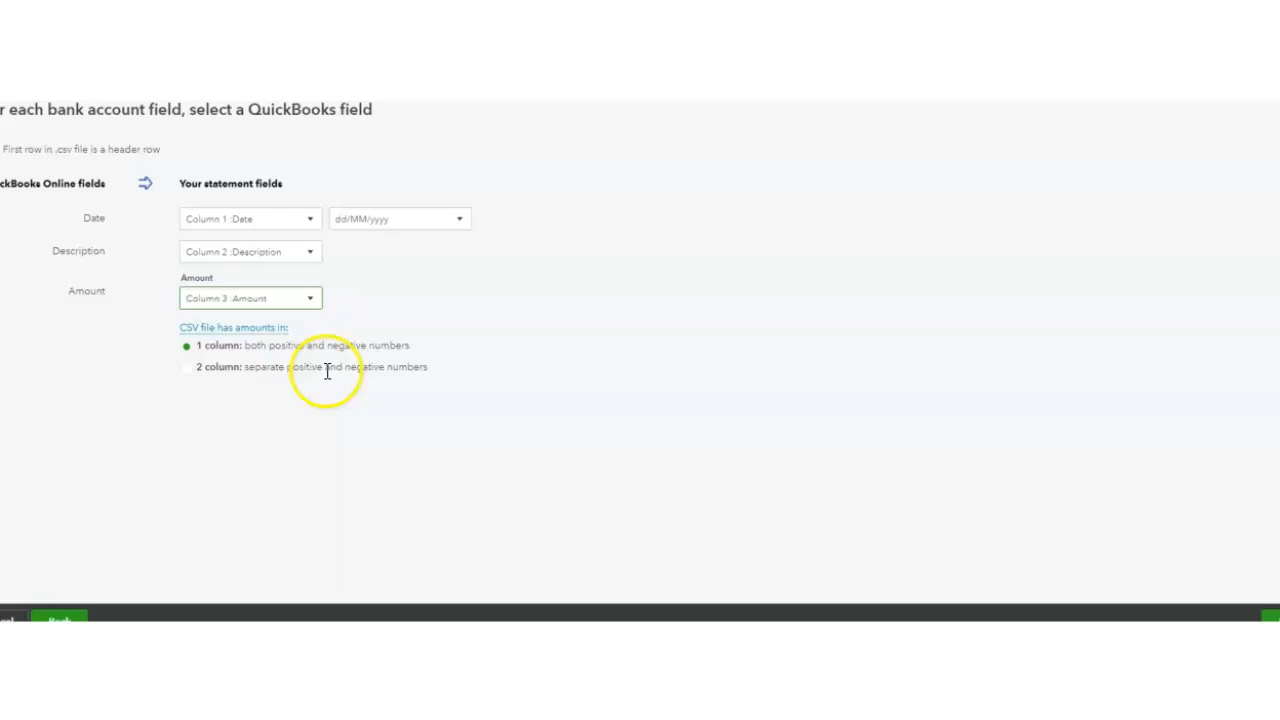 r each bank account field, select a QuickBooks field
First row in .csv file is a header row
ckBooks Online fields
Your statement fields
Date
Column 1 :Date
dd/MM/yyyy
Description
Column 2 :Description
Amount
Amount
Column 3 :Amount
CSV file has amounts in:
1 column: both positive and negative numbers
2 column: separate positive and negative numbers
Back